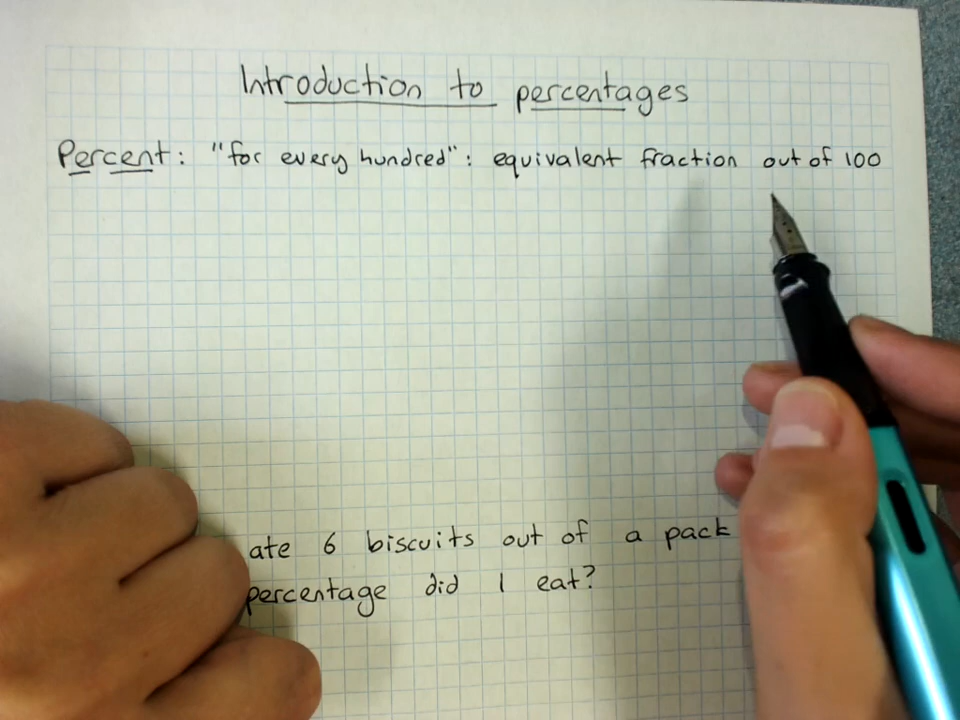 Introduction to percentages
Percent: "for every hundred": equivalent fraction out of 100
ate 6 biscuits out of a pack
percentage did I eat?